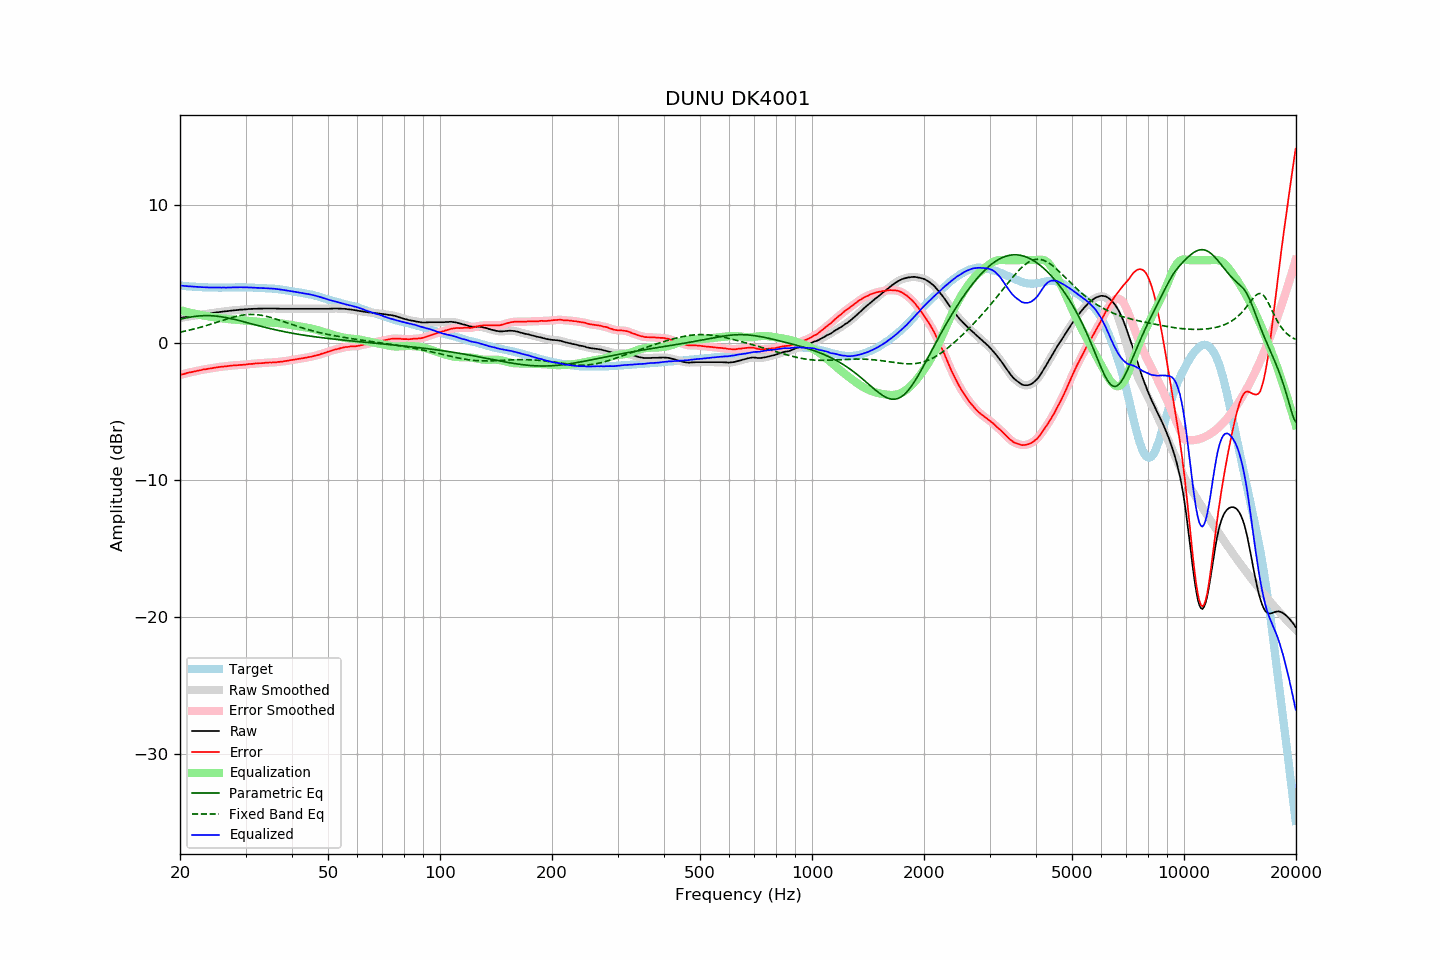 DUNU DK4001
Amplitude (dBr)
10
0
−10
−20
−30
Target
Raw Smoothed
Error Smoothed
Raw
Error
Equalization
Parametric Eq
Fixed Band Eq
Equalized
20 50 100 200 500 1000 2000 5000 10000 20000
Frequency (Hz)